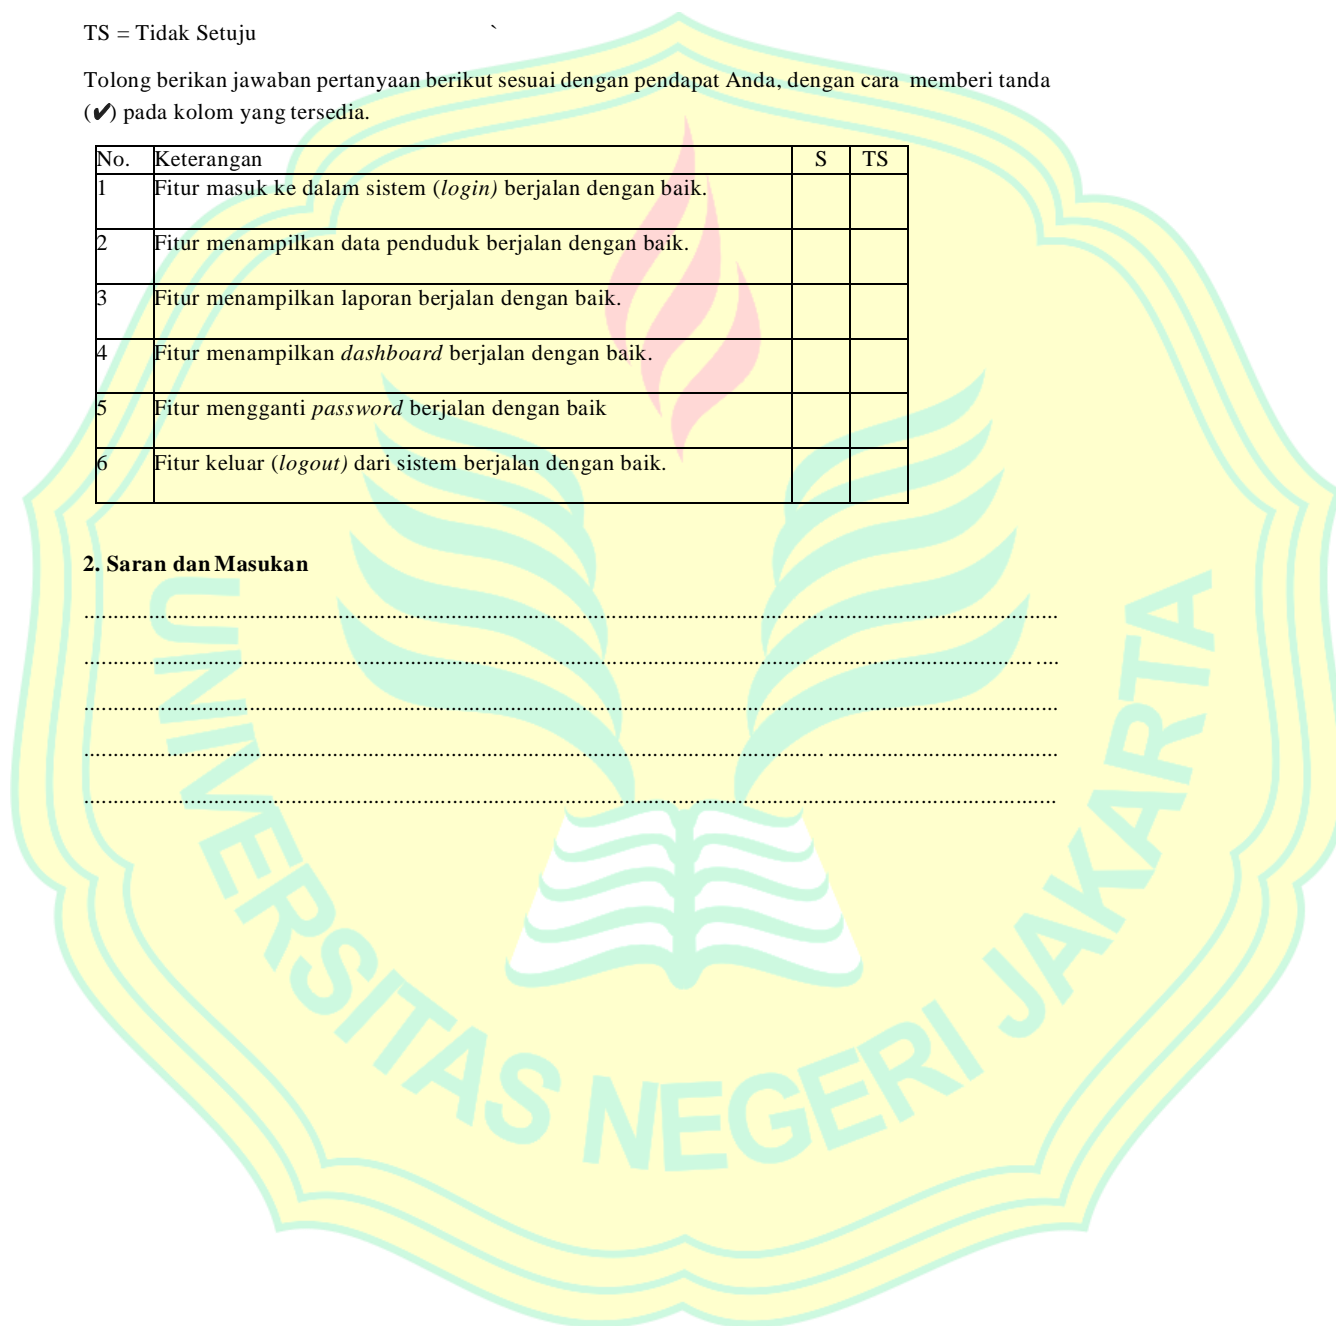 TS = Tidak Setuju `
Tolong berikan jawaban pertanyaan berikut sesuai dengan pendapat Anda, dengan cara memberi tanda
(✔) pada kolom yang tersedia.
No. Keterangan S TS
1 Fitur masuk ke dalam sistem (login) berjalan dengan baik.
2 Fitur menampilkan data penduduk berjalan dengan baik.
3 Fitur menampilkan laporan berjalan dengan baik.
4 Fitur menampilkan dashboard berjalan dengan baik.
5 Fitur mengganti password berjalan dengan baik
6 Fitur keluar (logout) dari sistem berjalan dengan baik.
2. Saran dan Masukan
UNIVERSITAS NEGERI JAKARTA